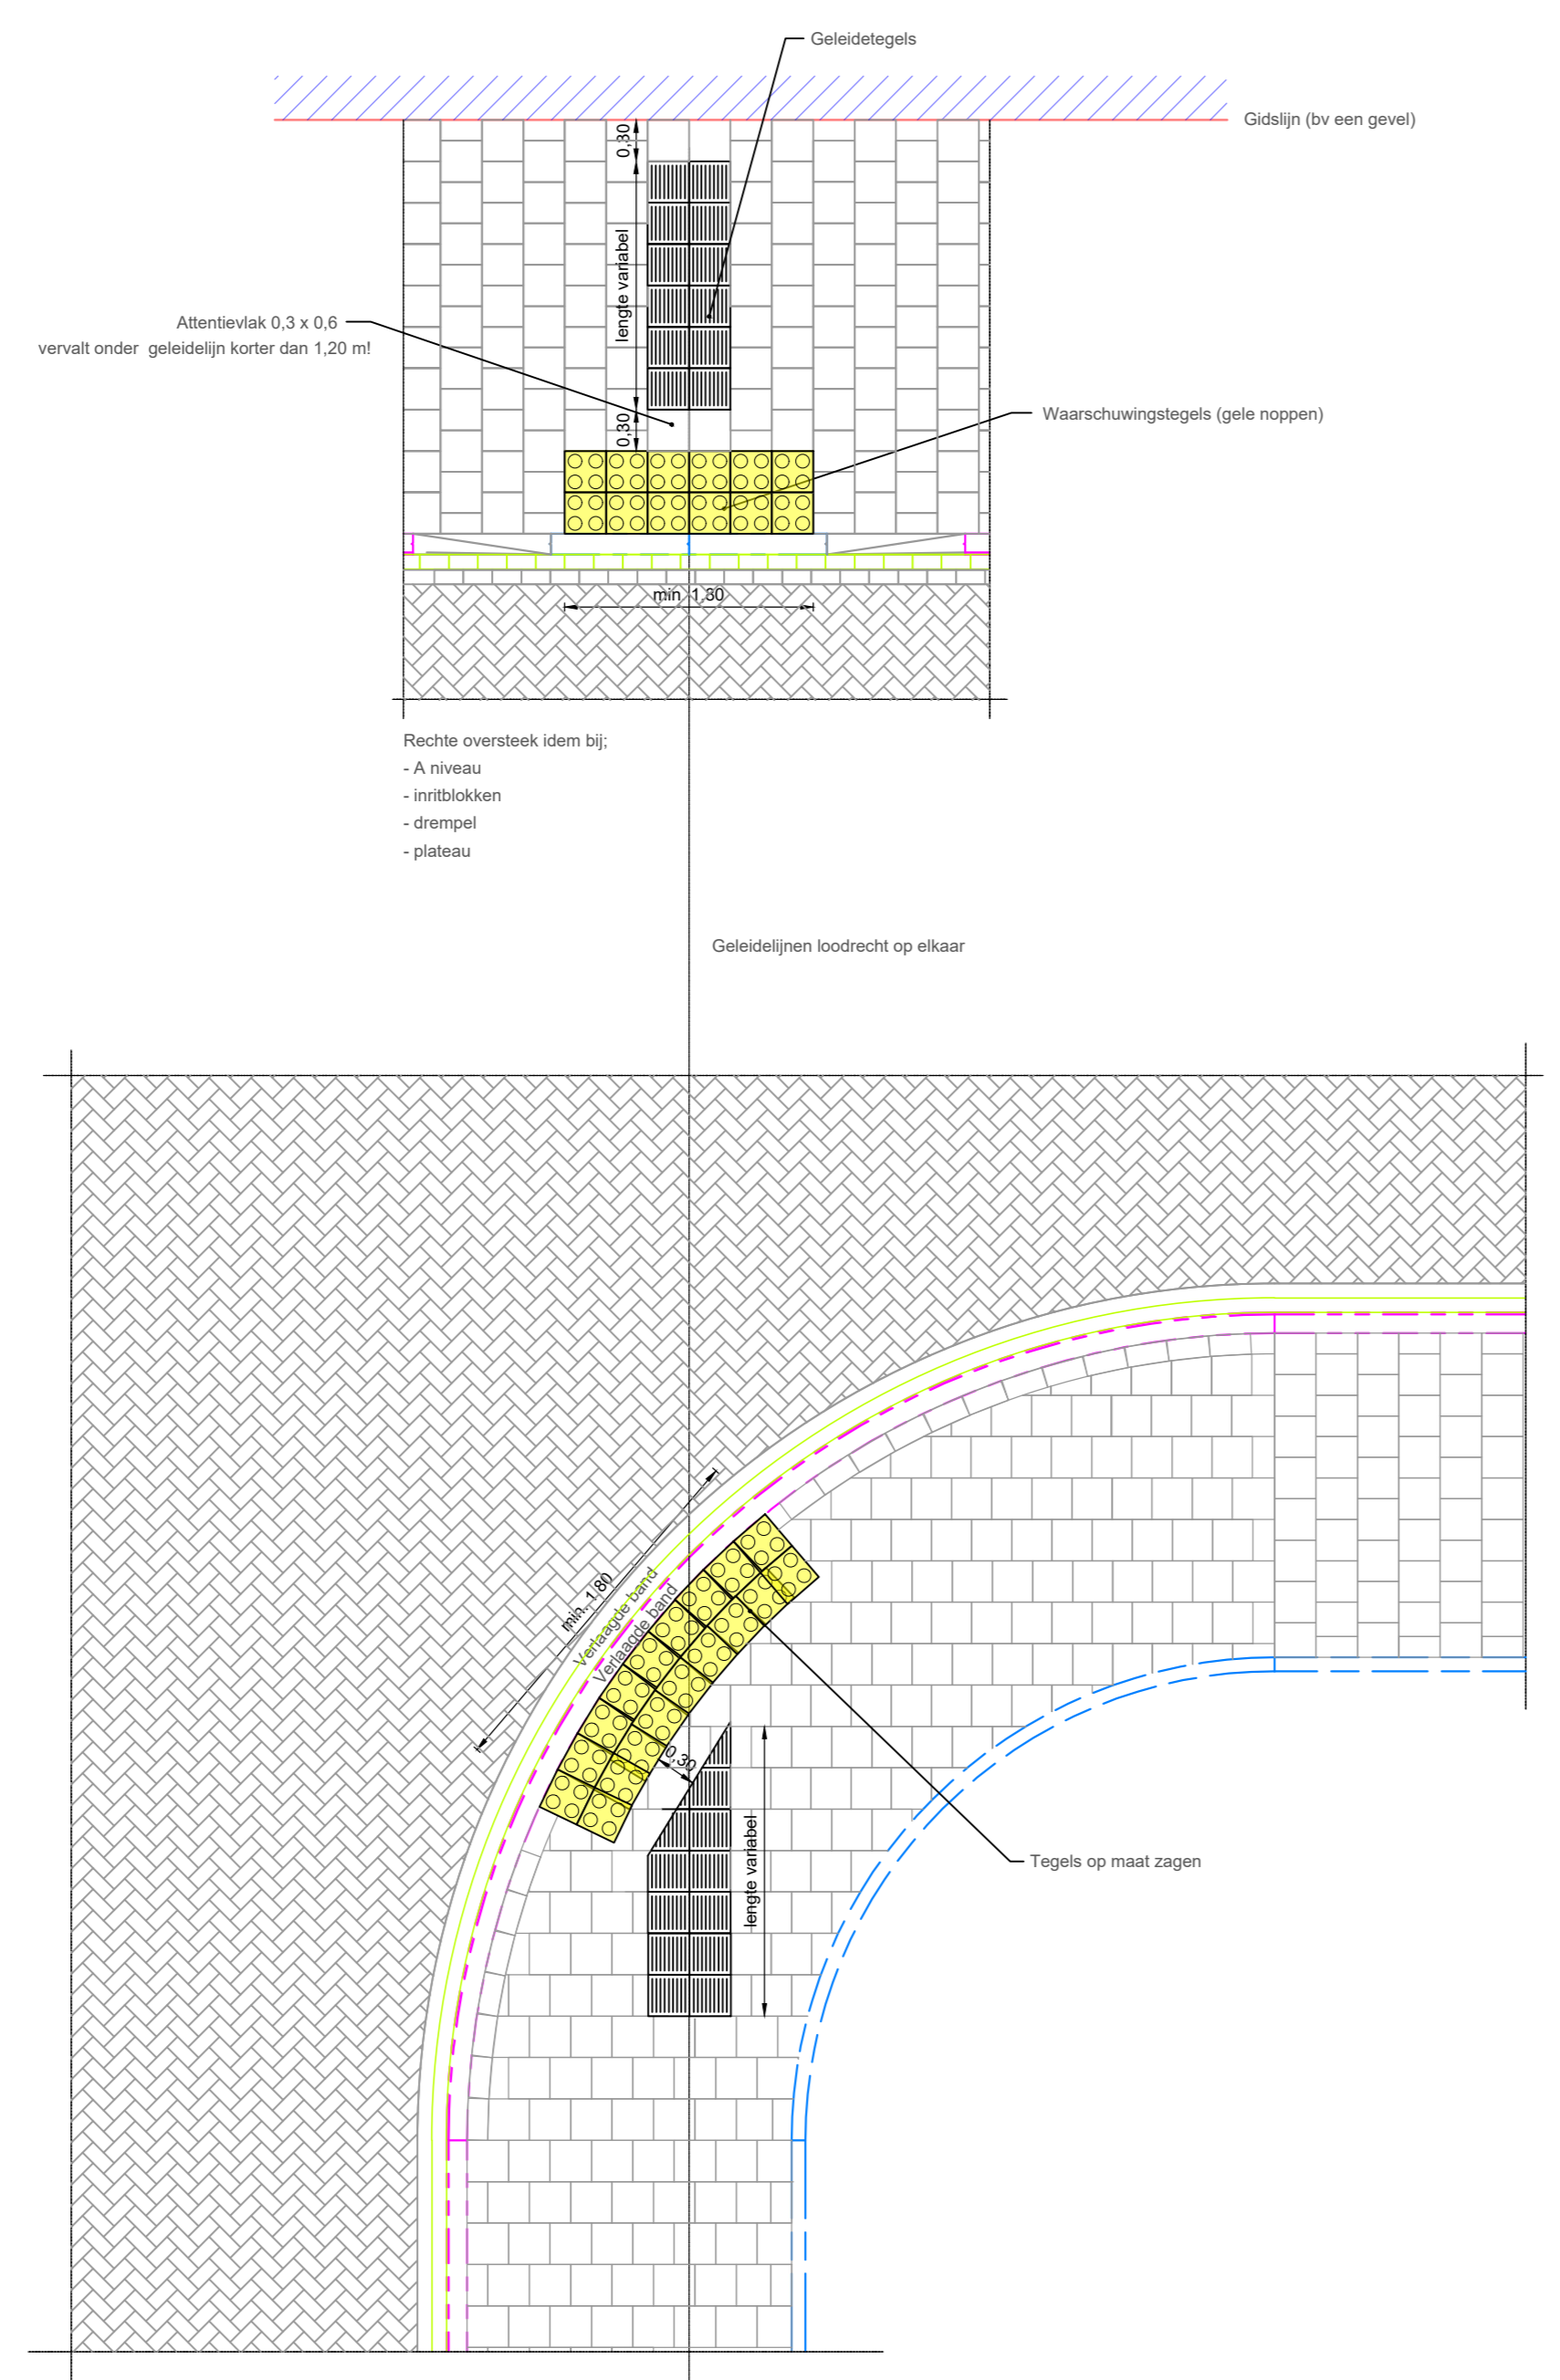 Geleidetegels
Gidslijn (bv een gevel)
0,30
lengte variabel
Attentievlak 0,3 x 0,6
vervalt onder geleidelijn korter dan 1,20 m!
0,30
Waarschuwingstegels (gele noppen)
min. 1,30
Rechte oversteek idem bij;
- A niveau
- inritblokken
- drempel
- plateau
Geleidelijnen loodrecht op elkaar
min. 1,80
Verlaagde band
Verlaagde band
0,30
lengte variabel
Tegels op maat zagen